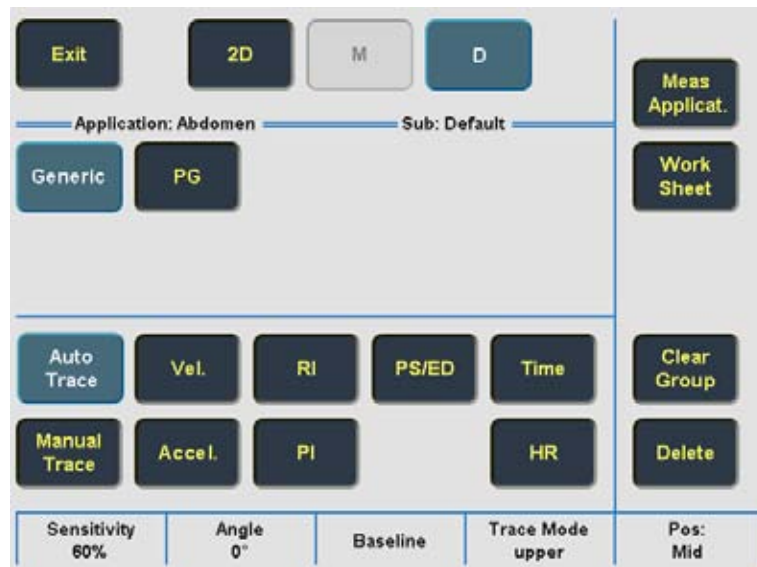 Exit
2D
M
D
Meas
Applicat.
Application: Abdomen
Sub: Default
Generic
PG
Work
Sheet
Auto
Trace
Vel.
RI
PS/ED
Time
Clear
Group
Manual
Trace
Accel.
PI
HR
Delete
Sensitivity
60%
Angle
0°
Baseline
Trace Mode
upper
Pos:
Mid